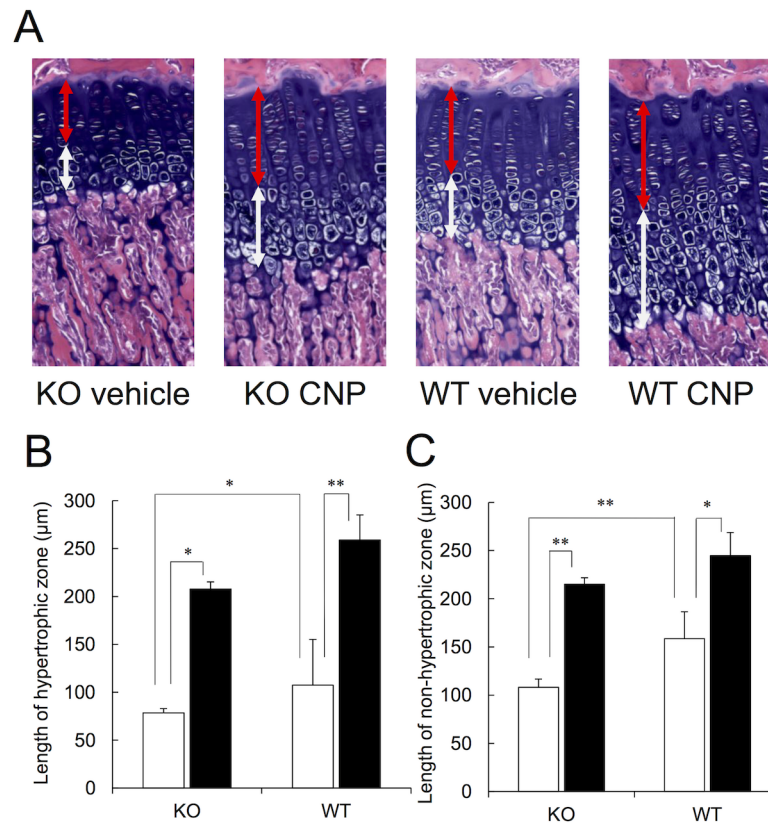 A
KO vehicle
KO CNP
WT vehicle
WT CNP
B
Length of hypertrophic zone (µm)
300
250
200
150
100
50
0
*
*
**
KO
WT
C
Length of non-hypertrophic zone (µm)
300
250
200
150
100
50
0
**
**
*
KO
WT